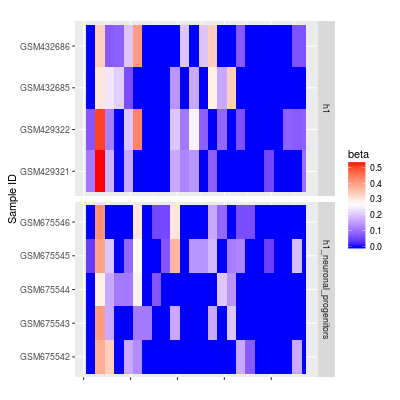 GSM432686
GSM432685
GSM429322
GSM429321
h1
GSM675546
GSM675545
GSM675544
GSM675543
GSM675542
h1_neuronal_progenitors
Sample ID
beta
0.5
0.4
0.3
0.2
0.1
0.0